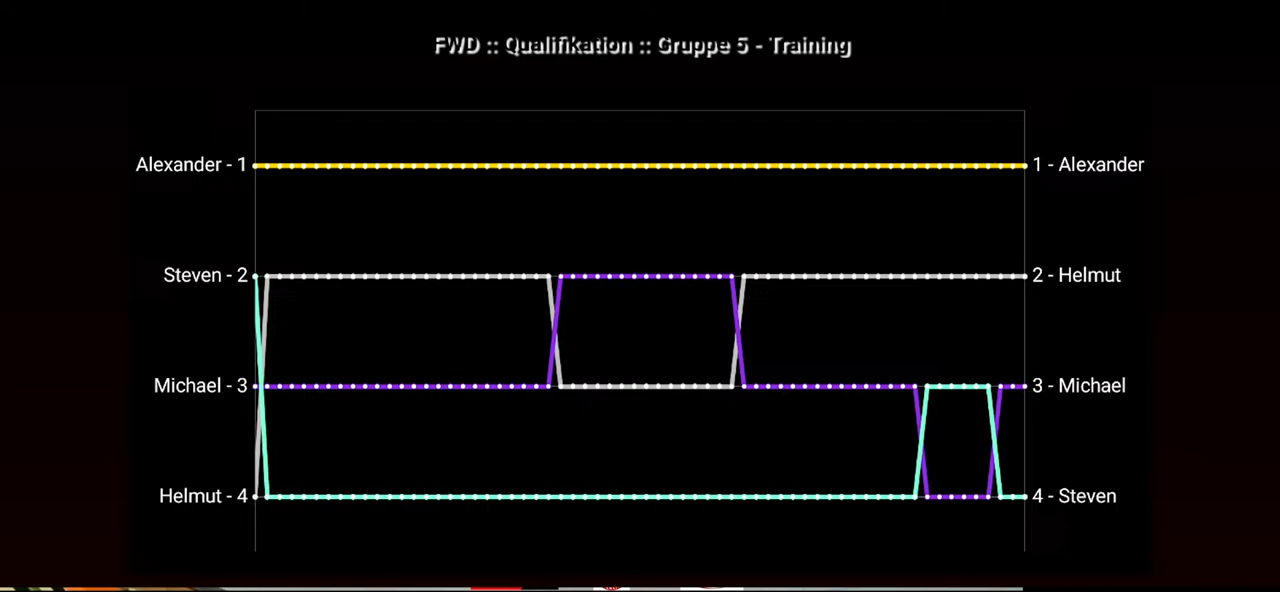 FWD :: Qualifikation :: Gruppe 5 - Training
Alexander - 1
1 - Alexander
Steven - 2
2 - Helmut
Michael - 3
3 - Michael
Helmut - 4
4 - Steven